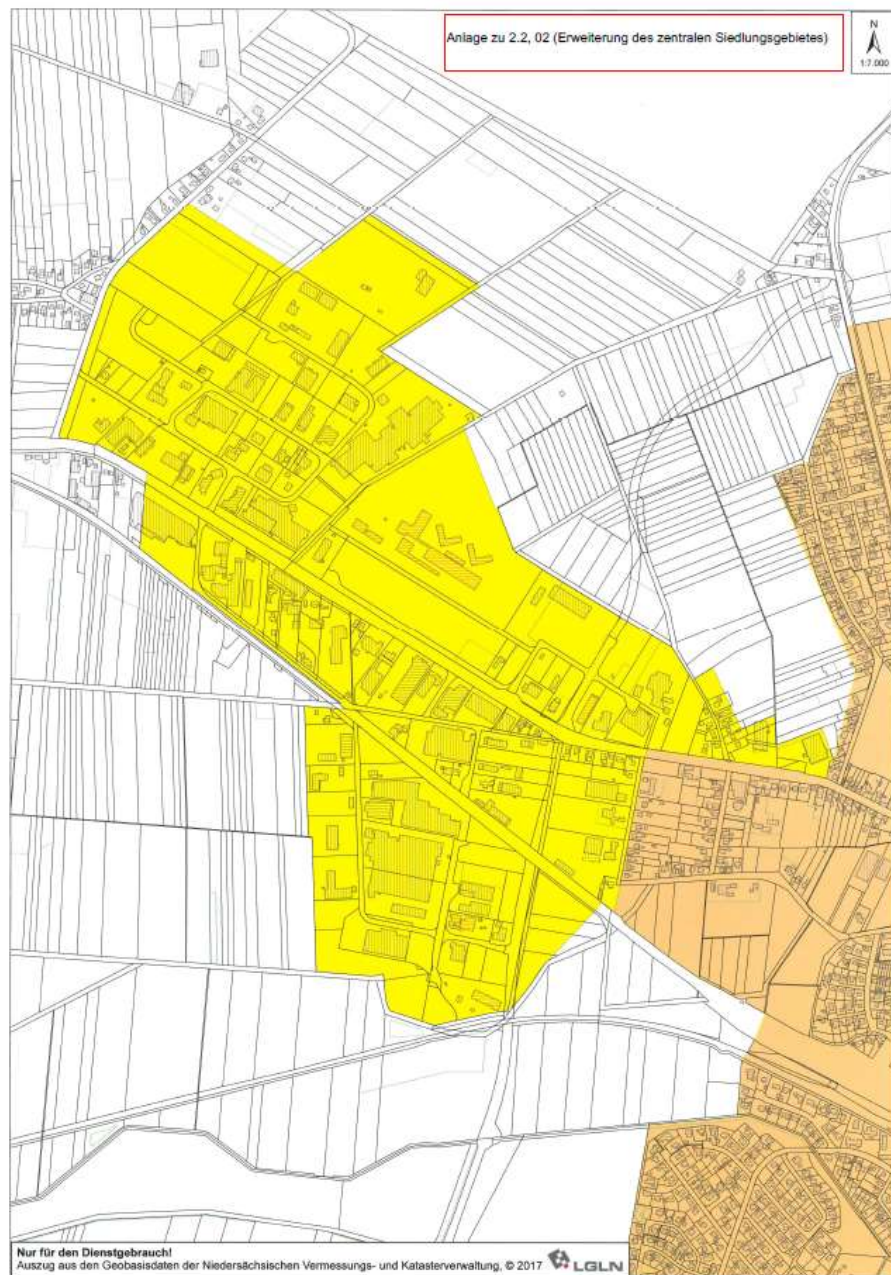 Anlage zu 2.2, 02 (Erweiterung des zentralen Siedlungsgebietes)
N
1:7.000
Nur für den Dienstgebrauch!
Auszug aus den Geobasisdaten der Niedersächsischen Vermessungs- und Katasterverwaltung, © 2017
LGLN